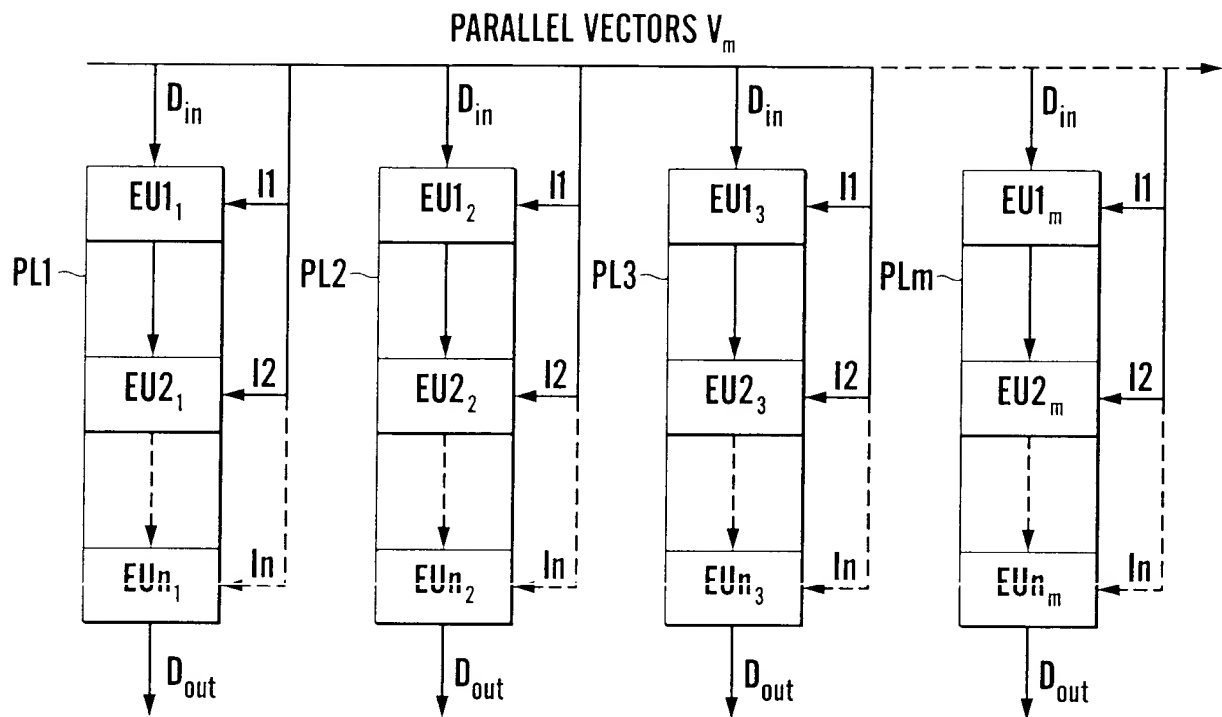 PARALLEL VECTORS Vm
Din Din Din Din
EU1₁ I1 EU1₂ I1 EU1₃ I1 EU1m I1
PL1 PL2 PL3 PLm
EU2₁ I2 EU2₂ I2 EU2₃ I2 EU2m I2
EUn₁ In EUn₂ In EUn₃ In EUnm In
Dout Dout Dout Dout